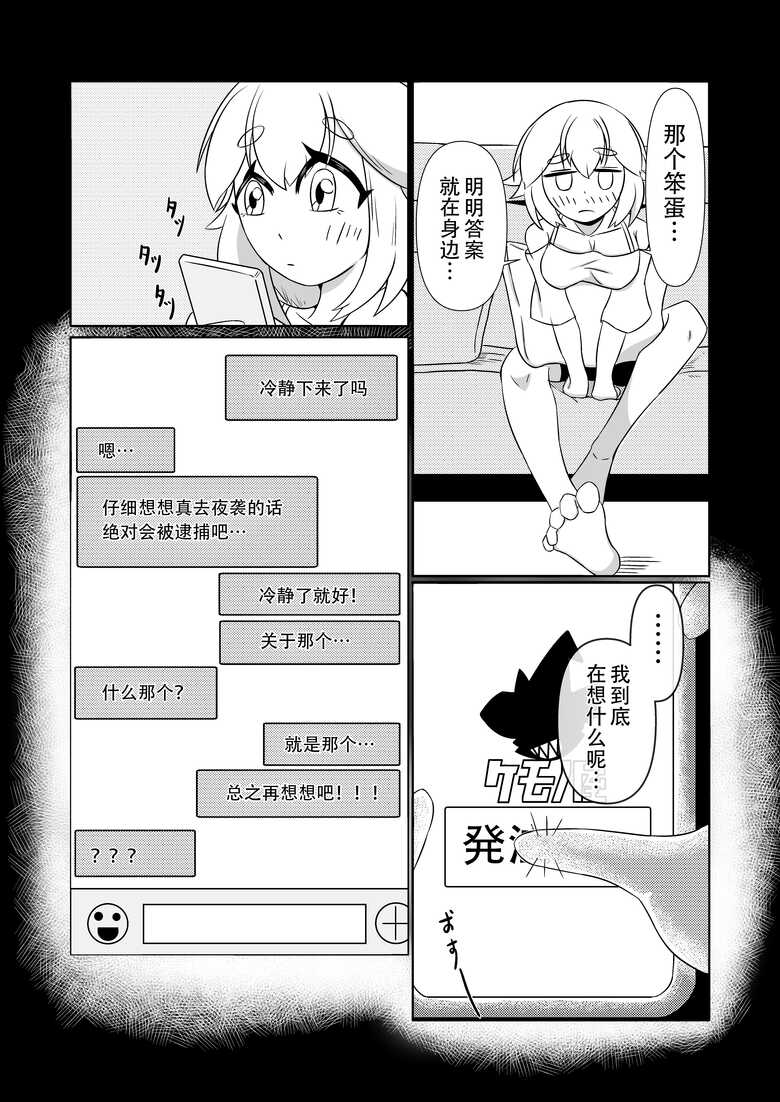 那个笨蛋…
明明答案
就在身边…
タッ
タッ
タッ
冷静下来了吗
嗯…
仔细想想真去夜袭的话
绝对会被逮捕吧…
冷静了就好！
关于那个…
什么那个？
就是那个…
总之再想想吧！！！
？？？
……
我到底
在想什么呢…
ケモノ
発